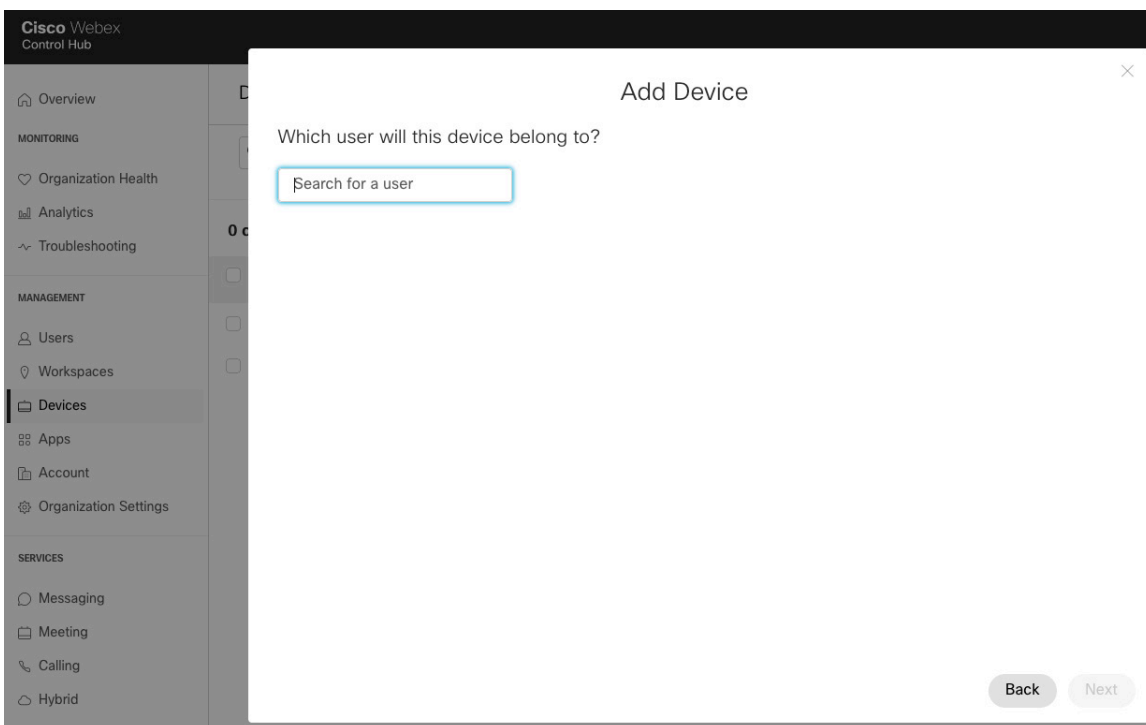 Cisco Webex
Control Hub
Overview
MONITORING
Organization Health
Analytics
Troubleshooting
MANAGEMENT
Users
Workspaces
Devices
Apps
Account
Organization Settings
SERVICES
Messaging
Meeting
Calling
Hybrid
0
Add Device
Which user will this device belong to?
Search for a user
Back
Next